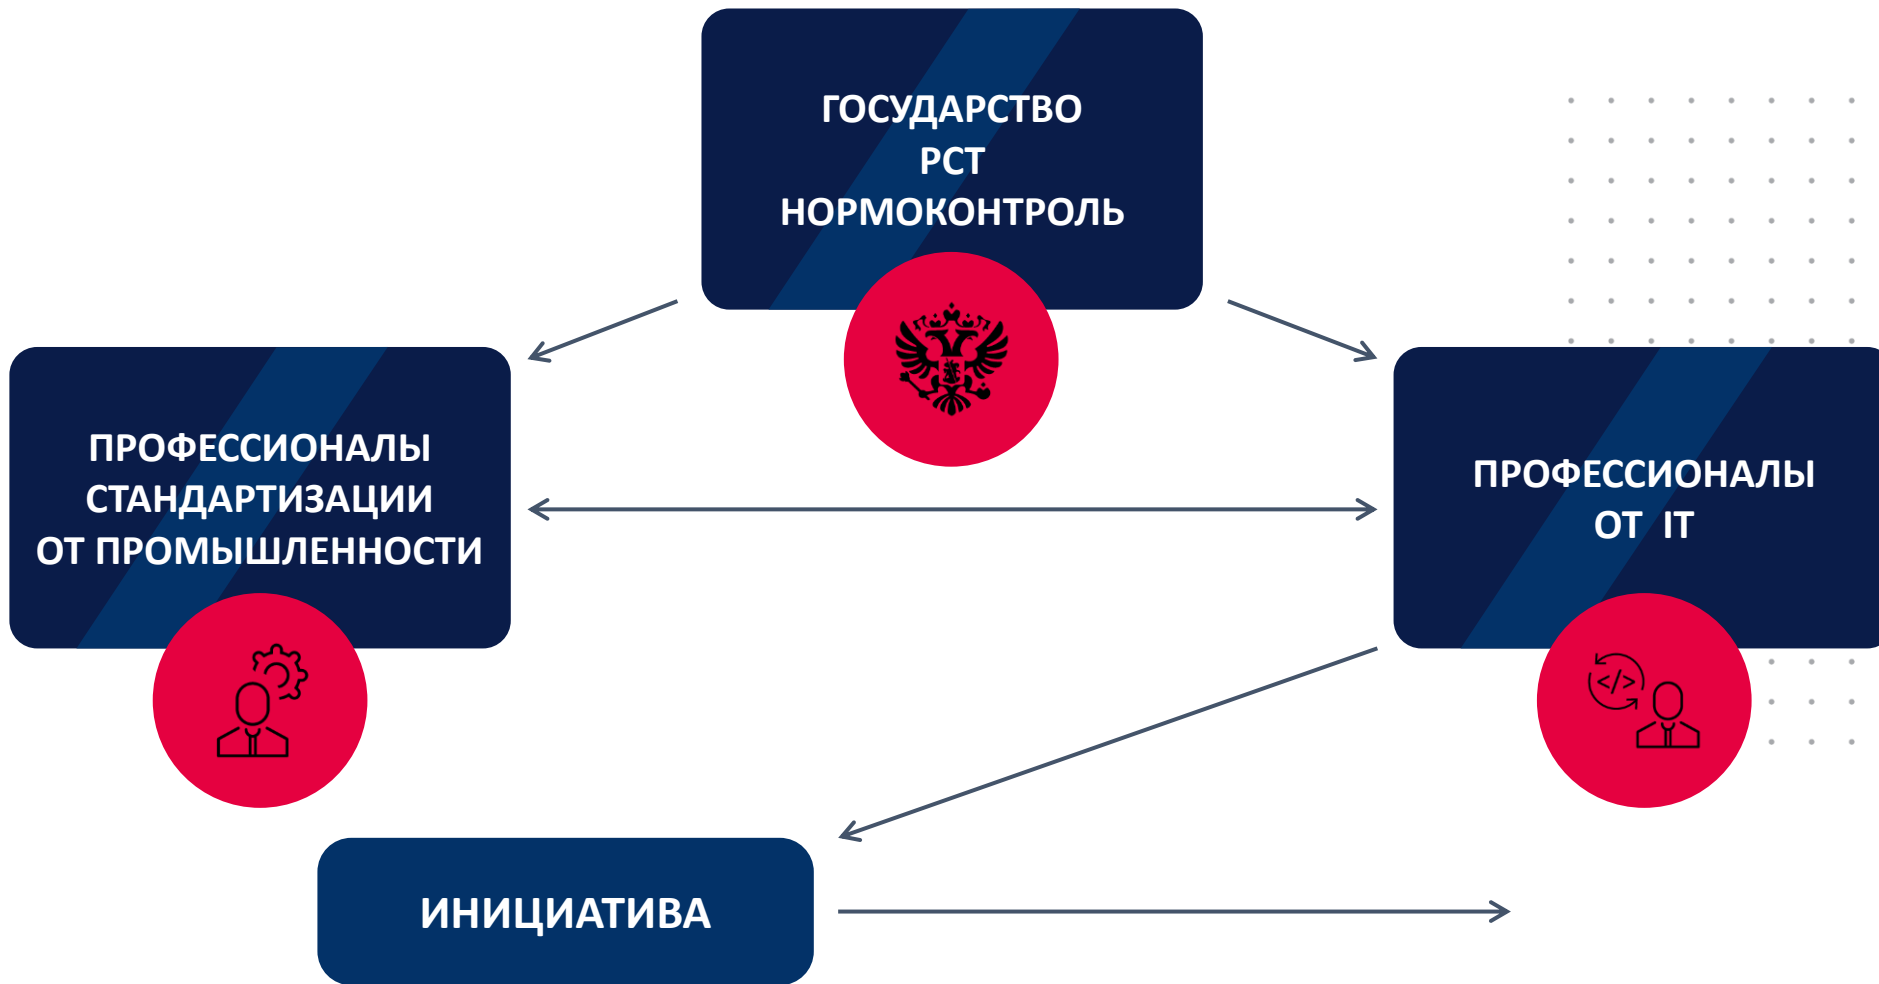 ГОСУДАРСТВО
РСТ
НОРМОКОНТРОЛЬ
ПРОФЕССИОНАЛЫ
СТАНДАРТИЗАЦИИ
ОТ ПРОМЫШЛЕННОСТИ
ПРОФЕССИОНАЛЫ
ОТ IT
</>
ИНИЦИАТИВА